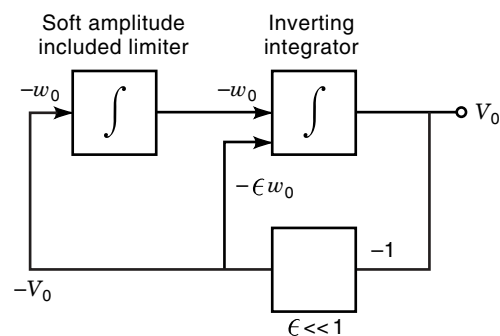 Soft amplitude
included limiter
Inverting
integrator
−w₀
∫
−w₀
∫
V₀
−ϵw₀
−1
−V₀
ϵ<<1